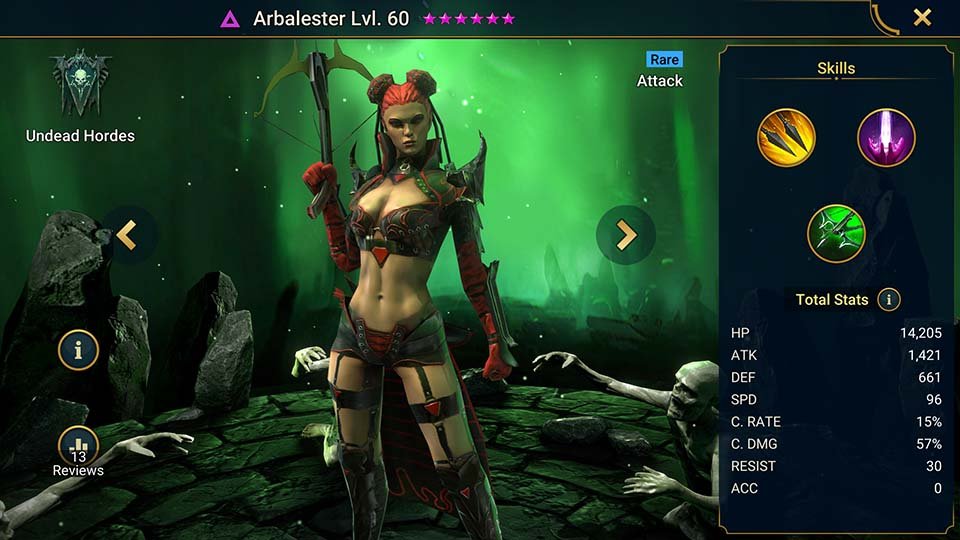 Arbalester Lvl. 60
Undead Hordes
Rare
Attack
13
Reviews
Skills
Total Stats
HP 14,205
ATK 1,421
DEF 661
SPD 96
C. RATE 15%
C. DMG 57%
RESIST 30
ACC 0